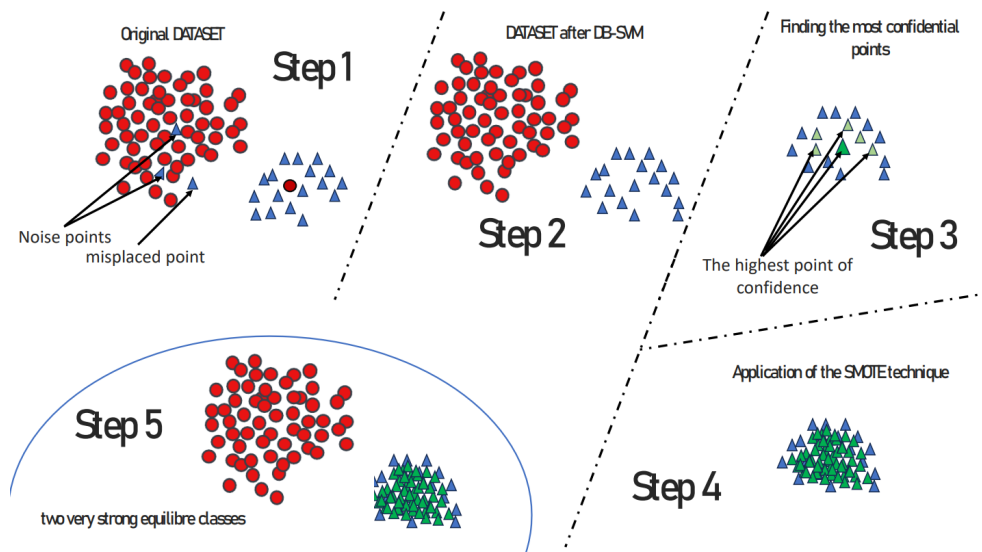 Original DATASET
Step 1
Noise points
misplaced point
DATASET after DB-SVM
Step 2
Finding the most confidential
points
Step 3
The highest point of
confidence
Application of the SMOTE technique
Step 4
Step 5
two very strong equilibre classes